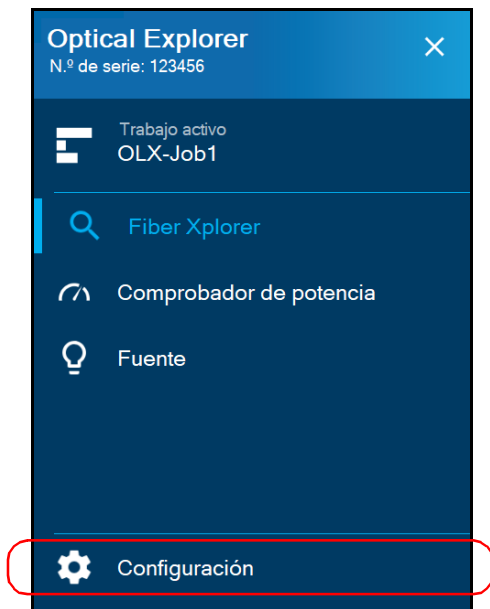 Optical Explorer
N.º de serie: 123456
Trabajo activo
OLX-Job1
Fiber Xplorer
Comprobador de potencia
Fuente
Configuración